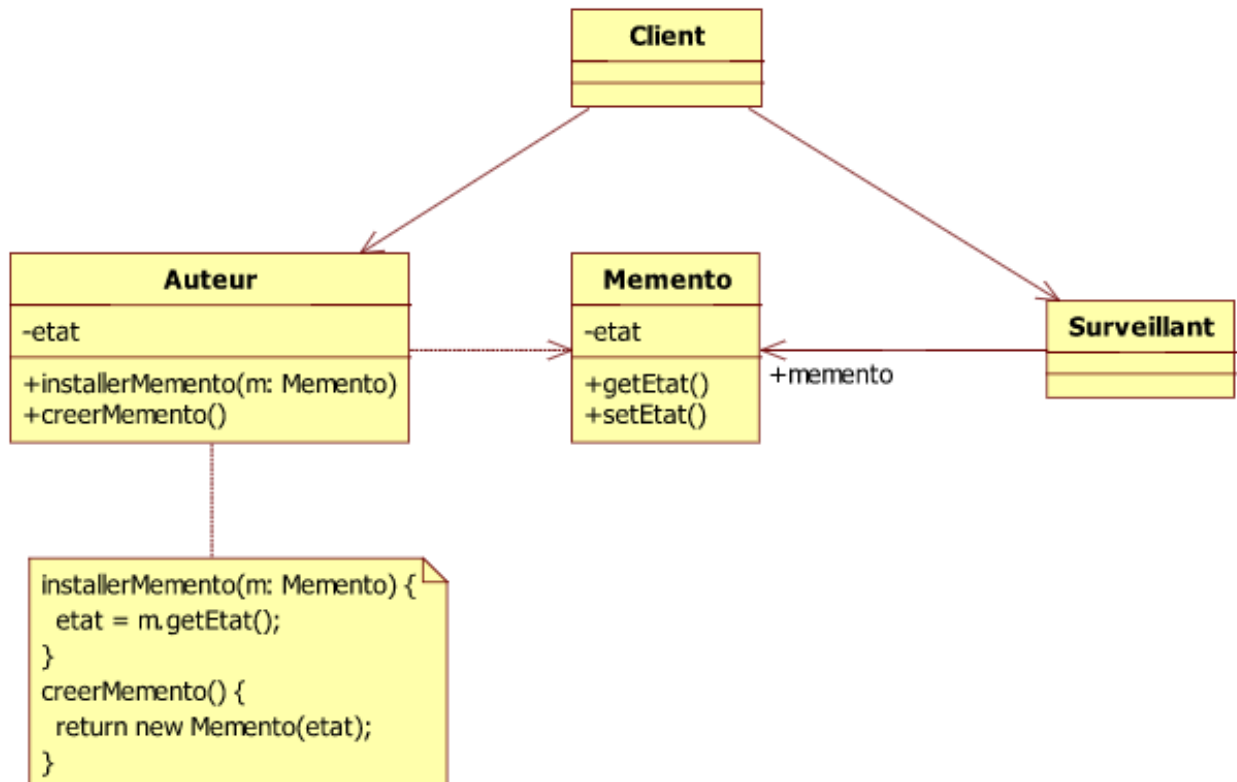 Client
Auteur
-etat
+installerMemento(m: Memento)
+creerMemento()
Memento
-etat
+getEtat()
+setEtat()
+memento
Surveillant
installerMemento(m: Memento) {
etat = m.getEtat();
}
creerMemento() {
return new Memento(etat);
}